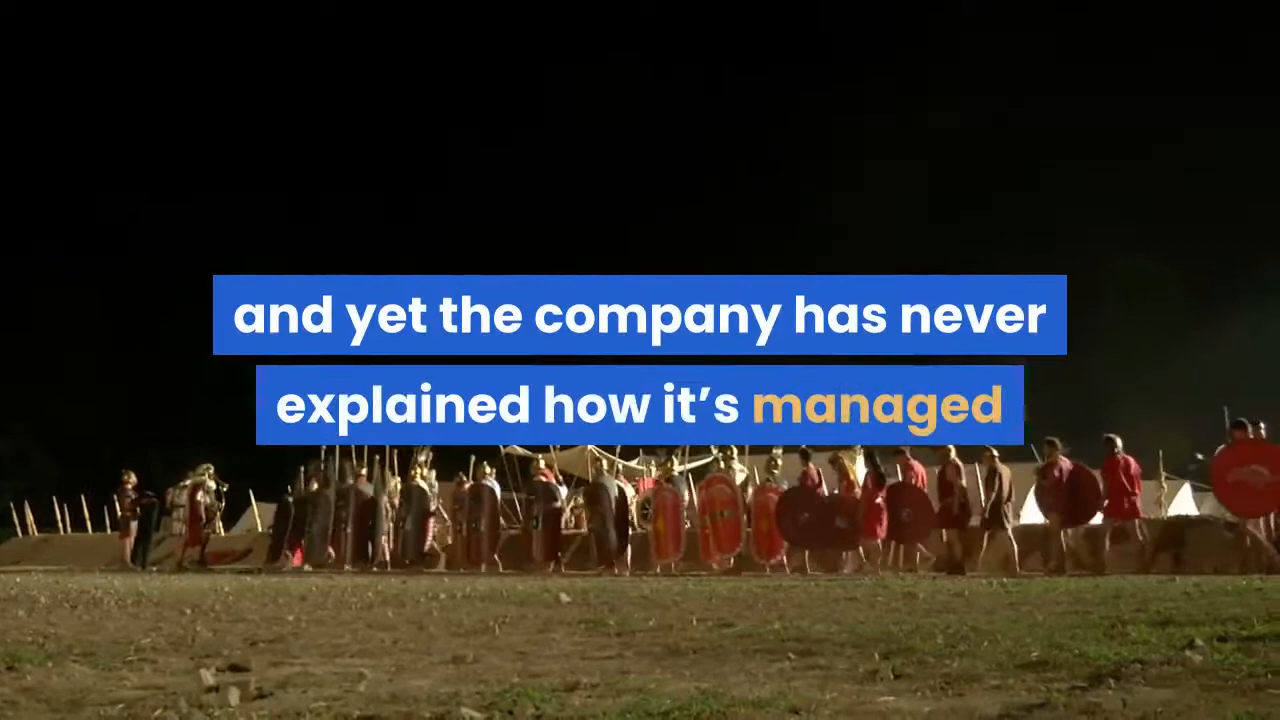 and yet the company has never
explained how it’s managed